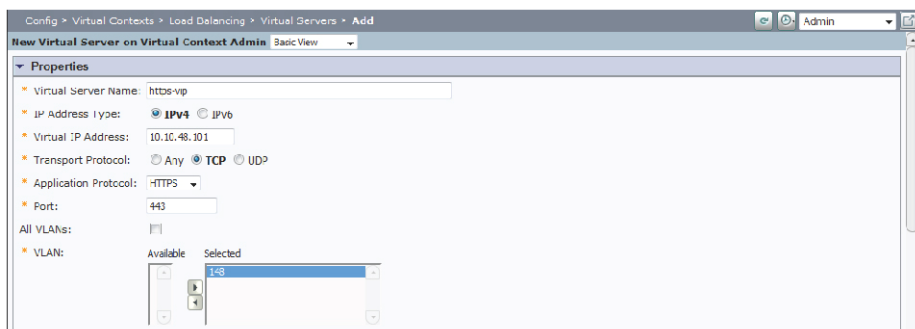 Config > Virtual Contexts > Load Balancing > Virtual Servers > Add
Admin
New Virtual Server on Virtual Context Admin Basic View
Properties
* Virtual Server Name: https-vip
* IP Address Type: IPv4 IPv6
* Virtual IP Address: 10.10.48.101
* Transport Protocol: Any TCP UDP
* Application Protocol: HTTPS
* Port: 443
All VLANs:
* VLAN: Available Selected
148